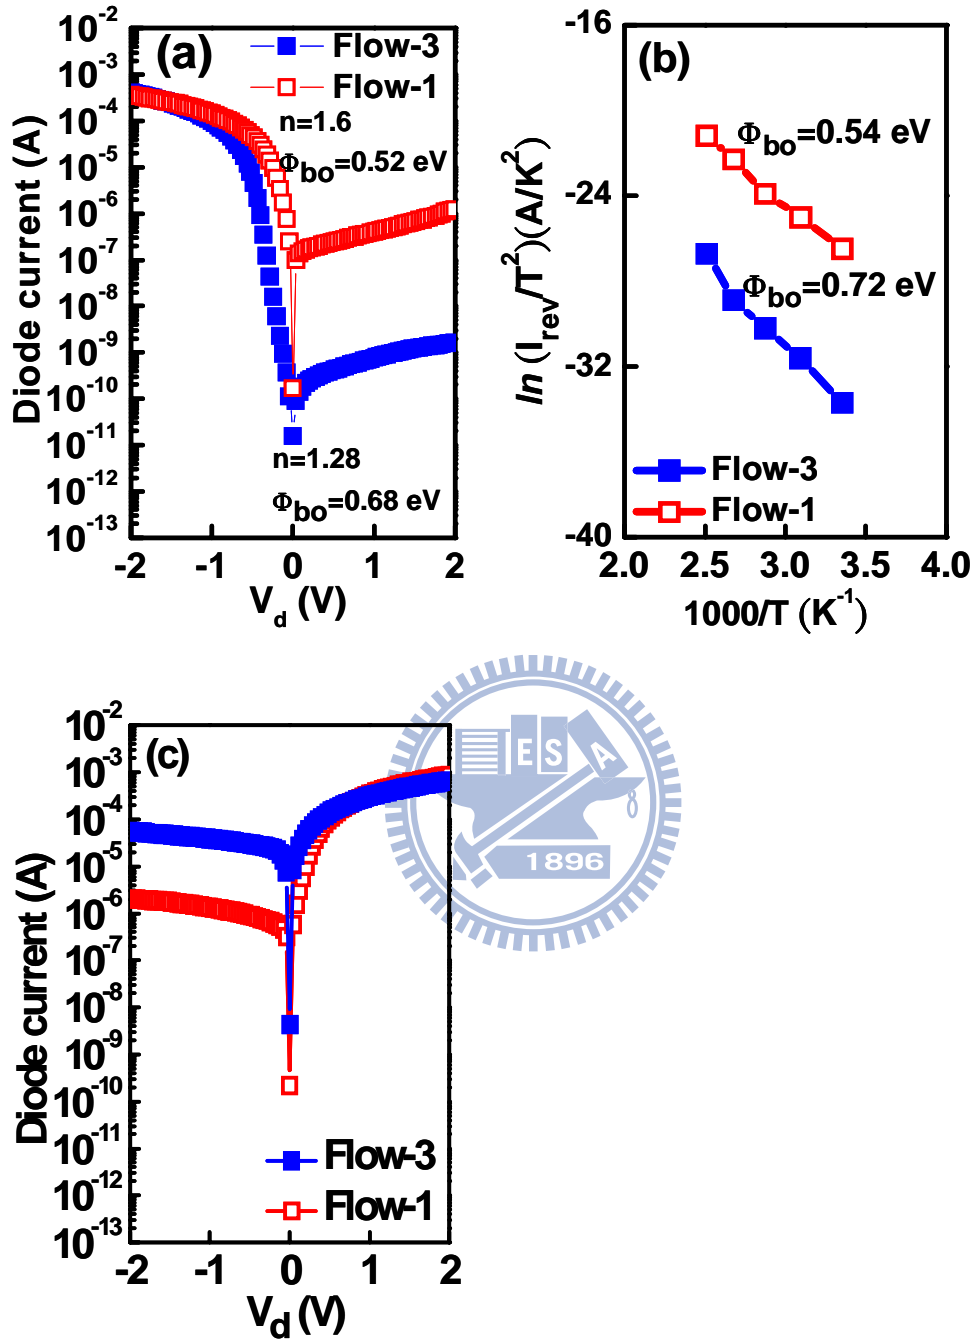 (a)
Flow-3
Flow-1
n=1.6
Φbo=0.52 eV
n=1.28
Φbo=0.68 eV
10-2
10-3
10-4
10-5
10-6
10-7
10-8
10-9
10-10
10-11
10-12
10-13
Diode current (A)
-2 -1 0 1 2
Vd (V)
(b)
Φbo=0.54 eV
Φbo=0.72 eV
Flow-3
Flow-1
-16
-24
-32
-40
ln (Irev/T2)(A/K2)
2.0 2.5 3.0 3.5 4.0
1000/T (K-1)
(c)
Flow-3
Flow-1
10-2
10-3
10-4
10-5
10-6
10-7
10-8
10-9
10-10
10-11
10-12
10-13
Diode current (A)
-2 -1 0 1 2
Vd (V)
E S A
1896